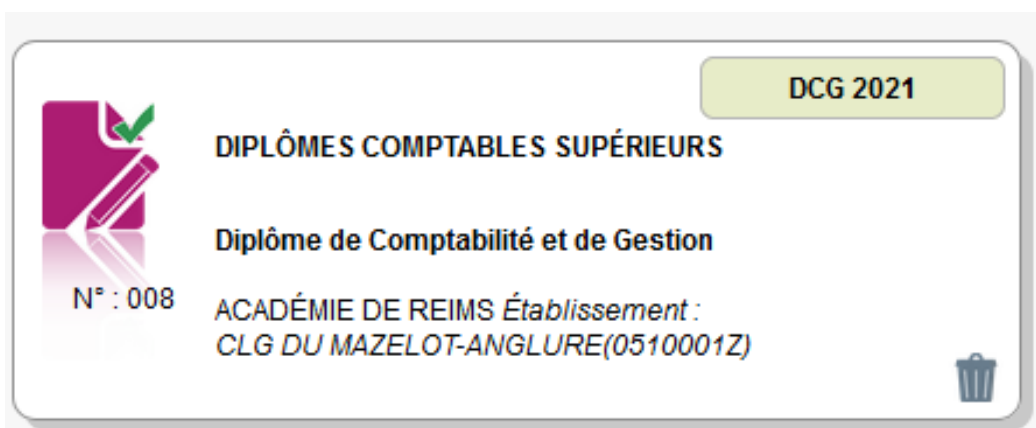 DCG 2021
DIPLÔMES COMPTABLES SUPÉRIEURS
Diplôme de Comptabilité et de Gestion
N° : 008
ACADÉMIE DE REIMS Établissement :
CLG DU MAZELOT-ANGLURE(0510001Z)